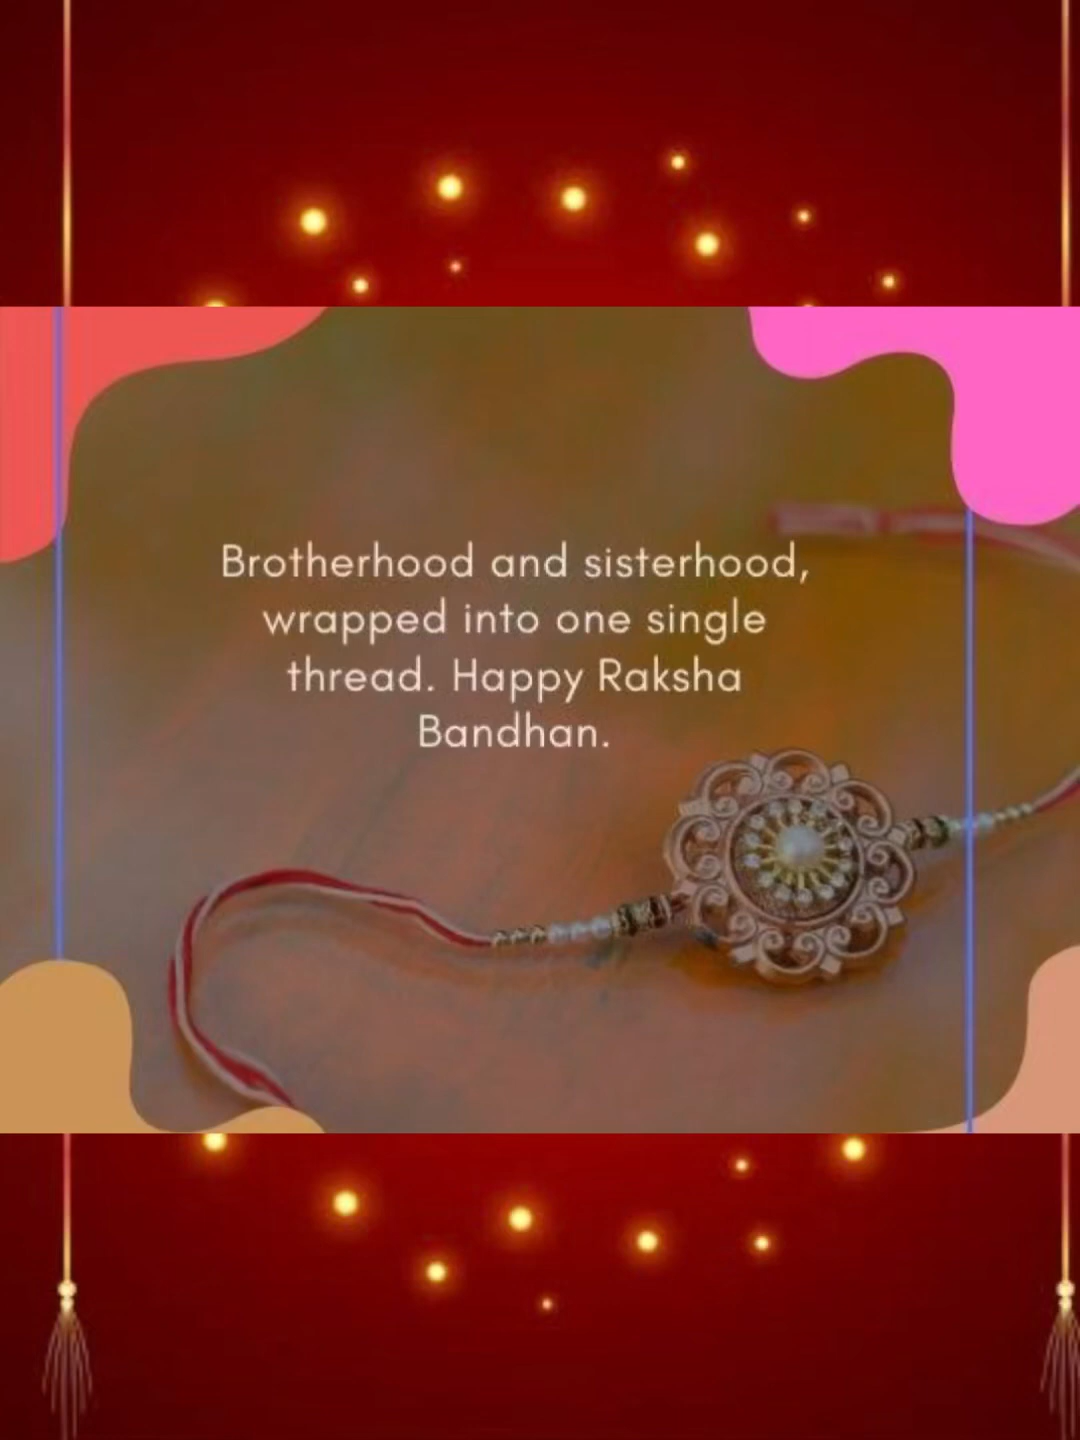 Brotherhood and sisterhood,
wrapped into one single
thread. Happy Raksha
Bandhan.